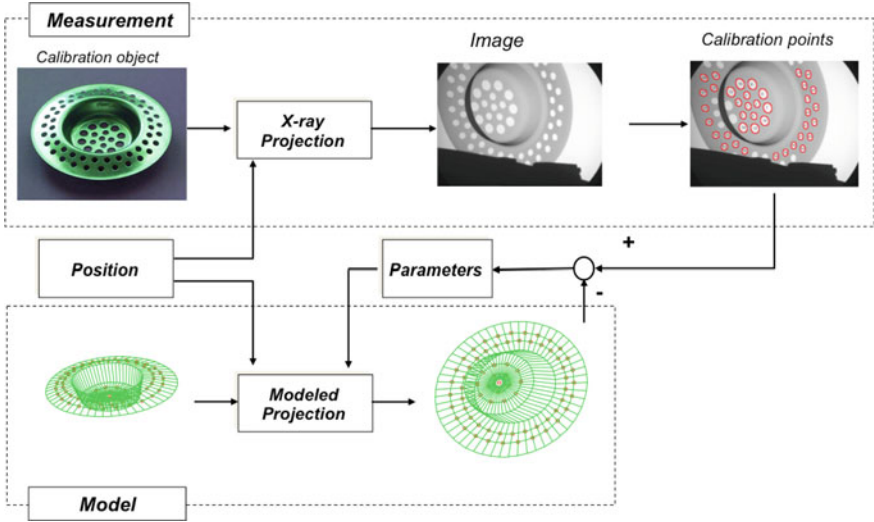 Measurement
Calibration object
Image
Calibration points
X-ray
Projection
+
Position
Parameters
-
Modeled
Projection
Model